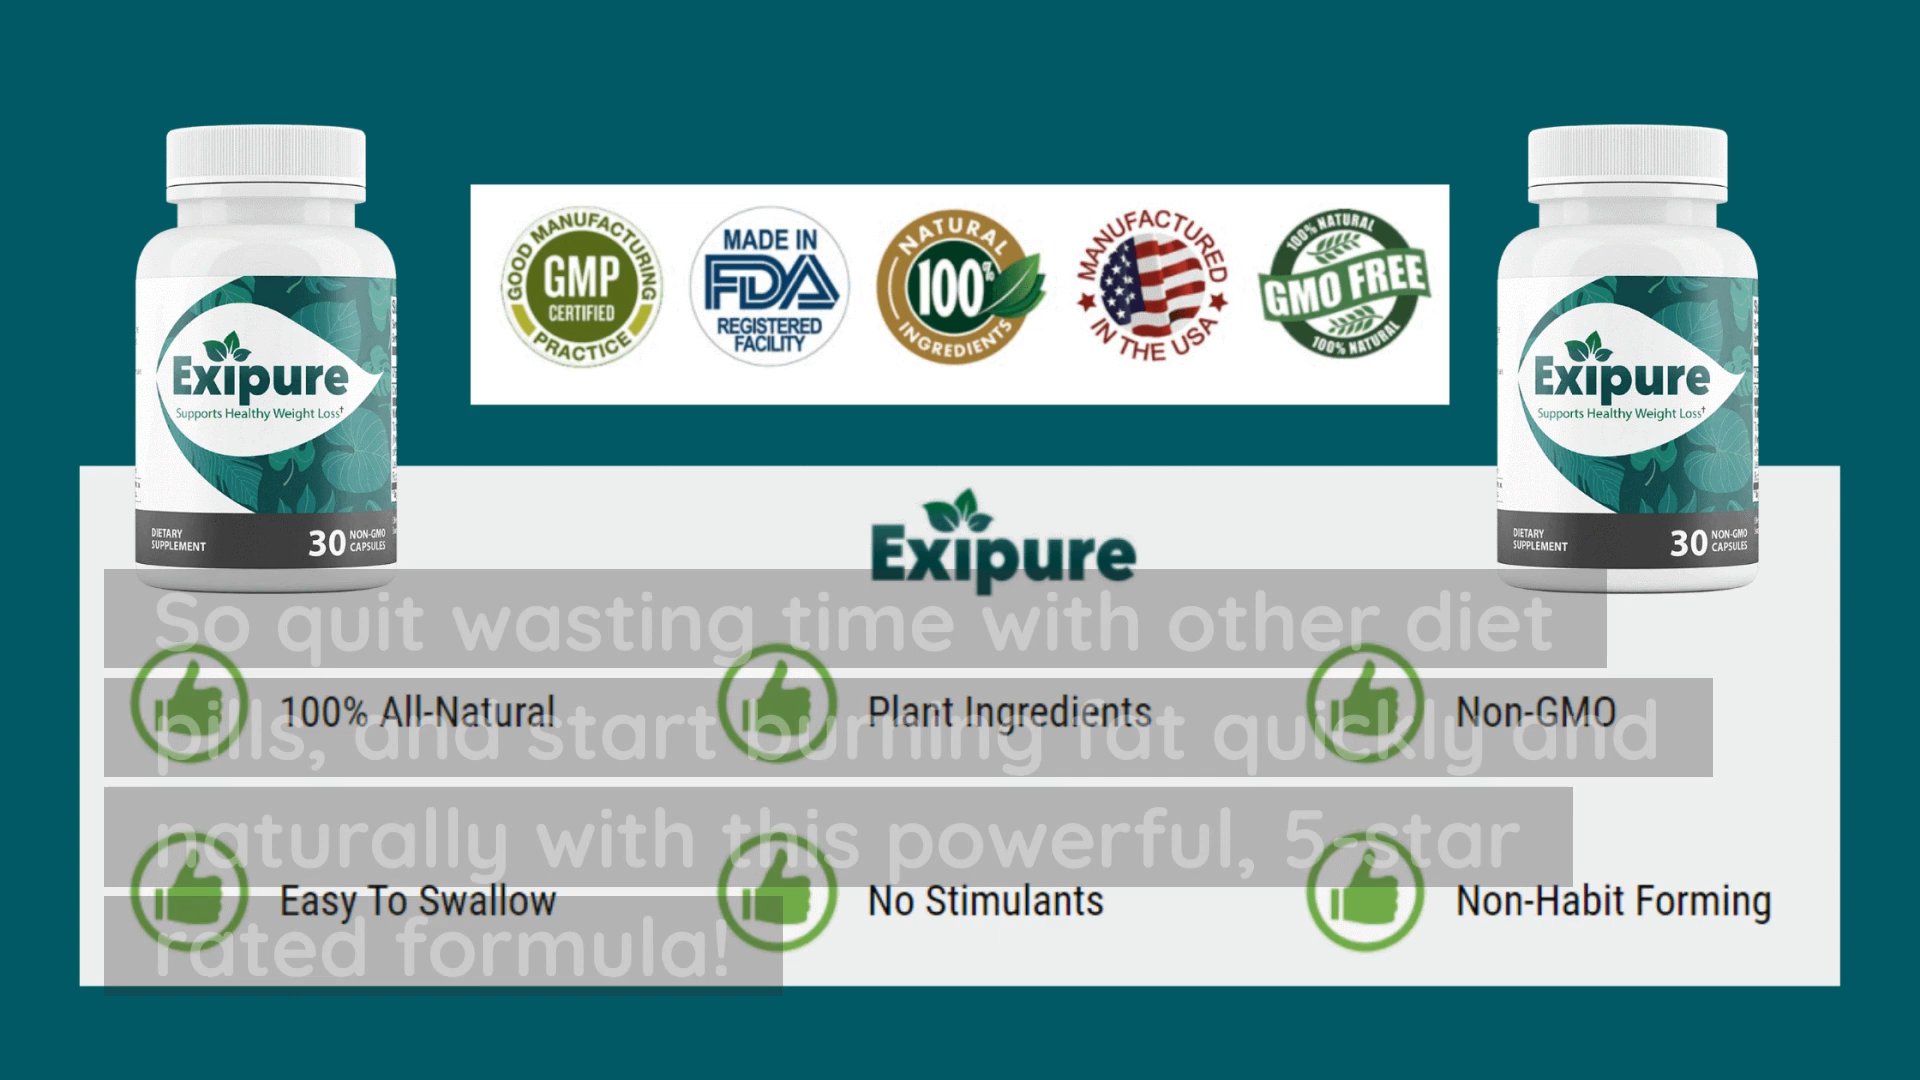 GOOD MANUFACTURING
GMP
CERTIFIED
PRACTICE
MADE IN
FDA
REGISTERED
FACILITY
NATURAL
100%
INGREDIENTS
MANUFACTURED
IN THE USA
100% NATURAL
GMO FREE
100% NATURAL
Exipure
Supports Healthy Weight Loss†
DIETARY
SUPPLEMENT
30 NON-GMO
CAPSULES
Exipure
Supports Healthy Weight Loss†
DIETARY
SUPPLEMENT
30 NON-GMO
CAPSULES
Exipure
So quit wasting time with other diet
pills, and start burning fat quickly and
naturally with this powerful, 5-star
rated formula!
100% All-Natural
Plant Ingredients
Non-GMO
Easy To Swallow
No Stimulants
Non-Habit Forming